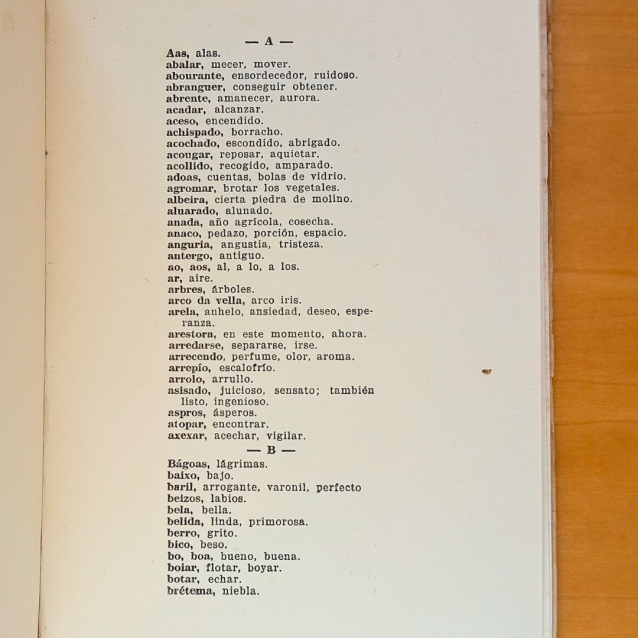 — A —
Aas, alas.
abalar, mecer, mover.
abourante, ensordecedor, ruidoso.
abranguer, conseguir obtener.
abrente, amanecer, aurora.
acadar, alcanzar.
aceso, encendido.
achispado, borracho.
acochado, escondido, abrigado.
acougar, reposar, aquietar.
acollido, recogido, amparado.
adoas, cuentas, bolas de vidrio.
agromar, brotar los vegetales.
albeira, cierta piedra de molino.
aluarado, alunado.
anada, año agrícola, cosecha.
anaco, pedazo, porción, espacio.
anguria, angustia, tristeza.
antergo, antiguo.
ao, aos, al, a lo, a los.
ar, aire.
arbres, árboles.
arco da vella, arco iris.
arela, anhelo, ansiedad, deseo, espe-
ranza.
arestora, en este momento, ahora.
arredarse, separarse, irse.
arrecendo, perfume, olor, aroma.
arrepío, escalofrío.
arrolo, arrullo.
asisado, juicioso, sensato; también
listo, ingenioso.
aspros, ásperos.
atopar, encontrar.
axexar, acechar, vigilar.
— B —
Bágoas, lágrimas.
baixo, bajo.
baril, arrogante, varonil, perfecto
beizos, labios.
bela, bella.
belida, linda, primorosa.
berro, grito.
bico, beso.
bo, boa, bueno, buena.
boiar, flotar, boyar.
botar, echar.
brétema, niebla.